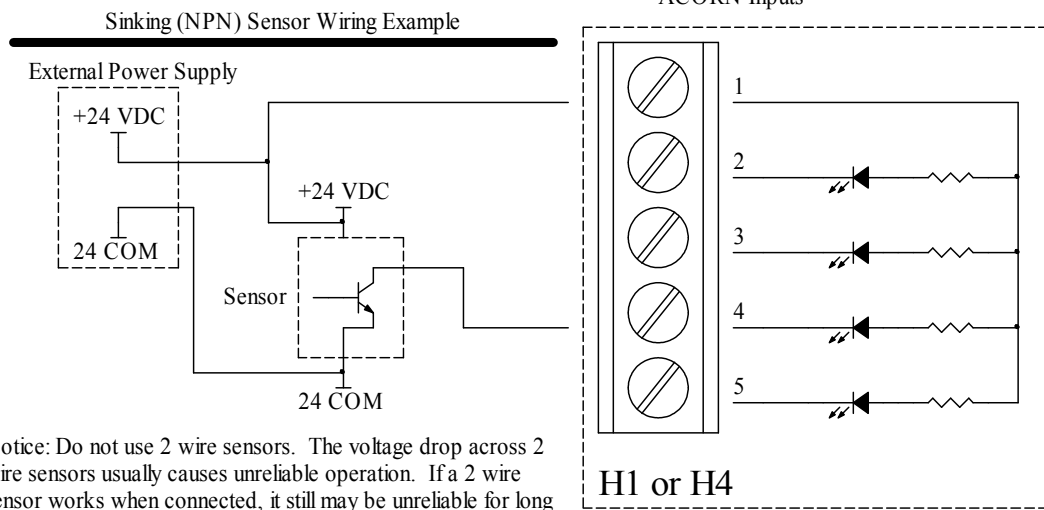 Sinking (NPN) Sensor Wiring Example
ACORN Inputs
External Power Supply
+24 VDC
24 COM
+24 VDC
Sensor
24 COM
1
2
3
4
5
H1 or H4
otice: Do not use 2 wire sensors. The voltage drop across 2
ire sensors usually causes unreliable operation. If a 2 wire
ensor works when connected, it still may be unreliable for long